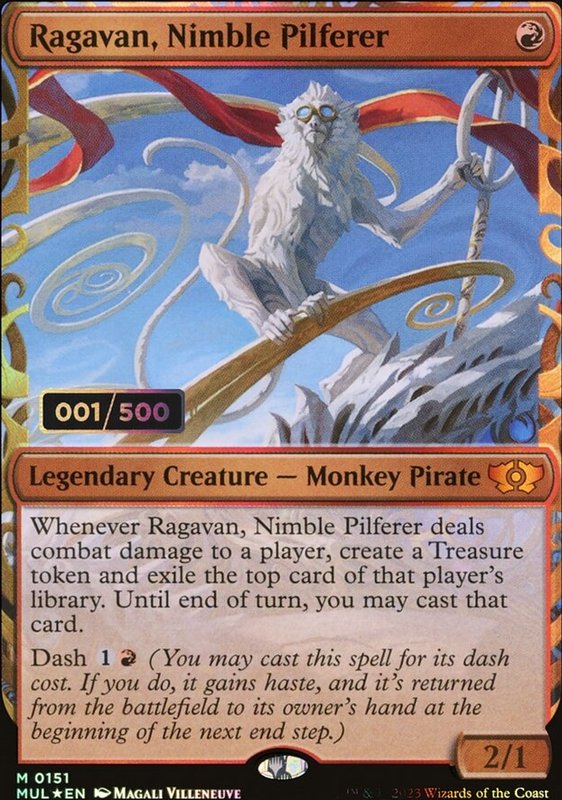 Ragavan, Nimble Pilferer
001/500
Legendary Creature — Monkey Pirate
Whenever Ragavan, Nimble Pilferer deals
combat damage to a player, create a Treasure
token and exile the top card of that player's
library. Until end of turn, you may cast that
card.
Dash 1 (You may cast this spell for its dash
cost. If you do, it gains haste, and it's returned
from the battlefield to its owner's hand at the
beginning of the next end step.)
2/1
M 0151
MUL★EN Magali Villeneuve
™ & © 2023 Wizards of the Coast